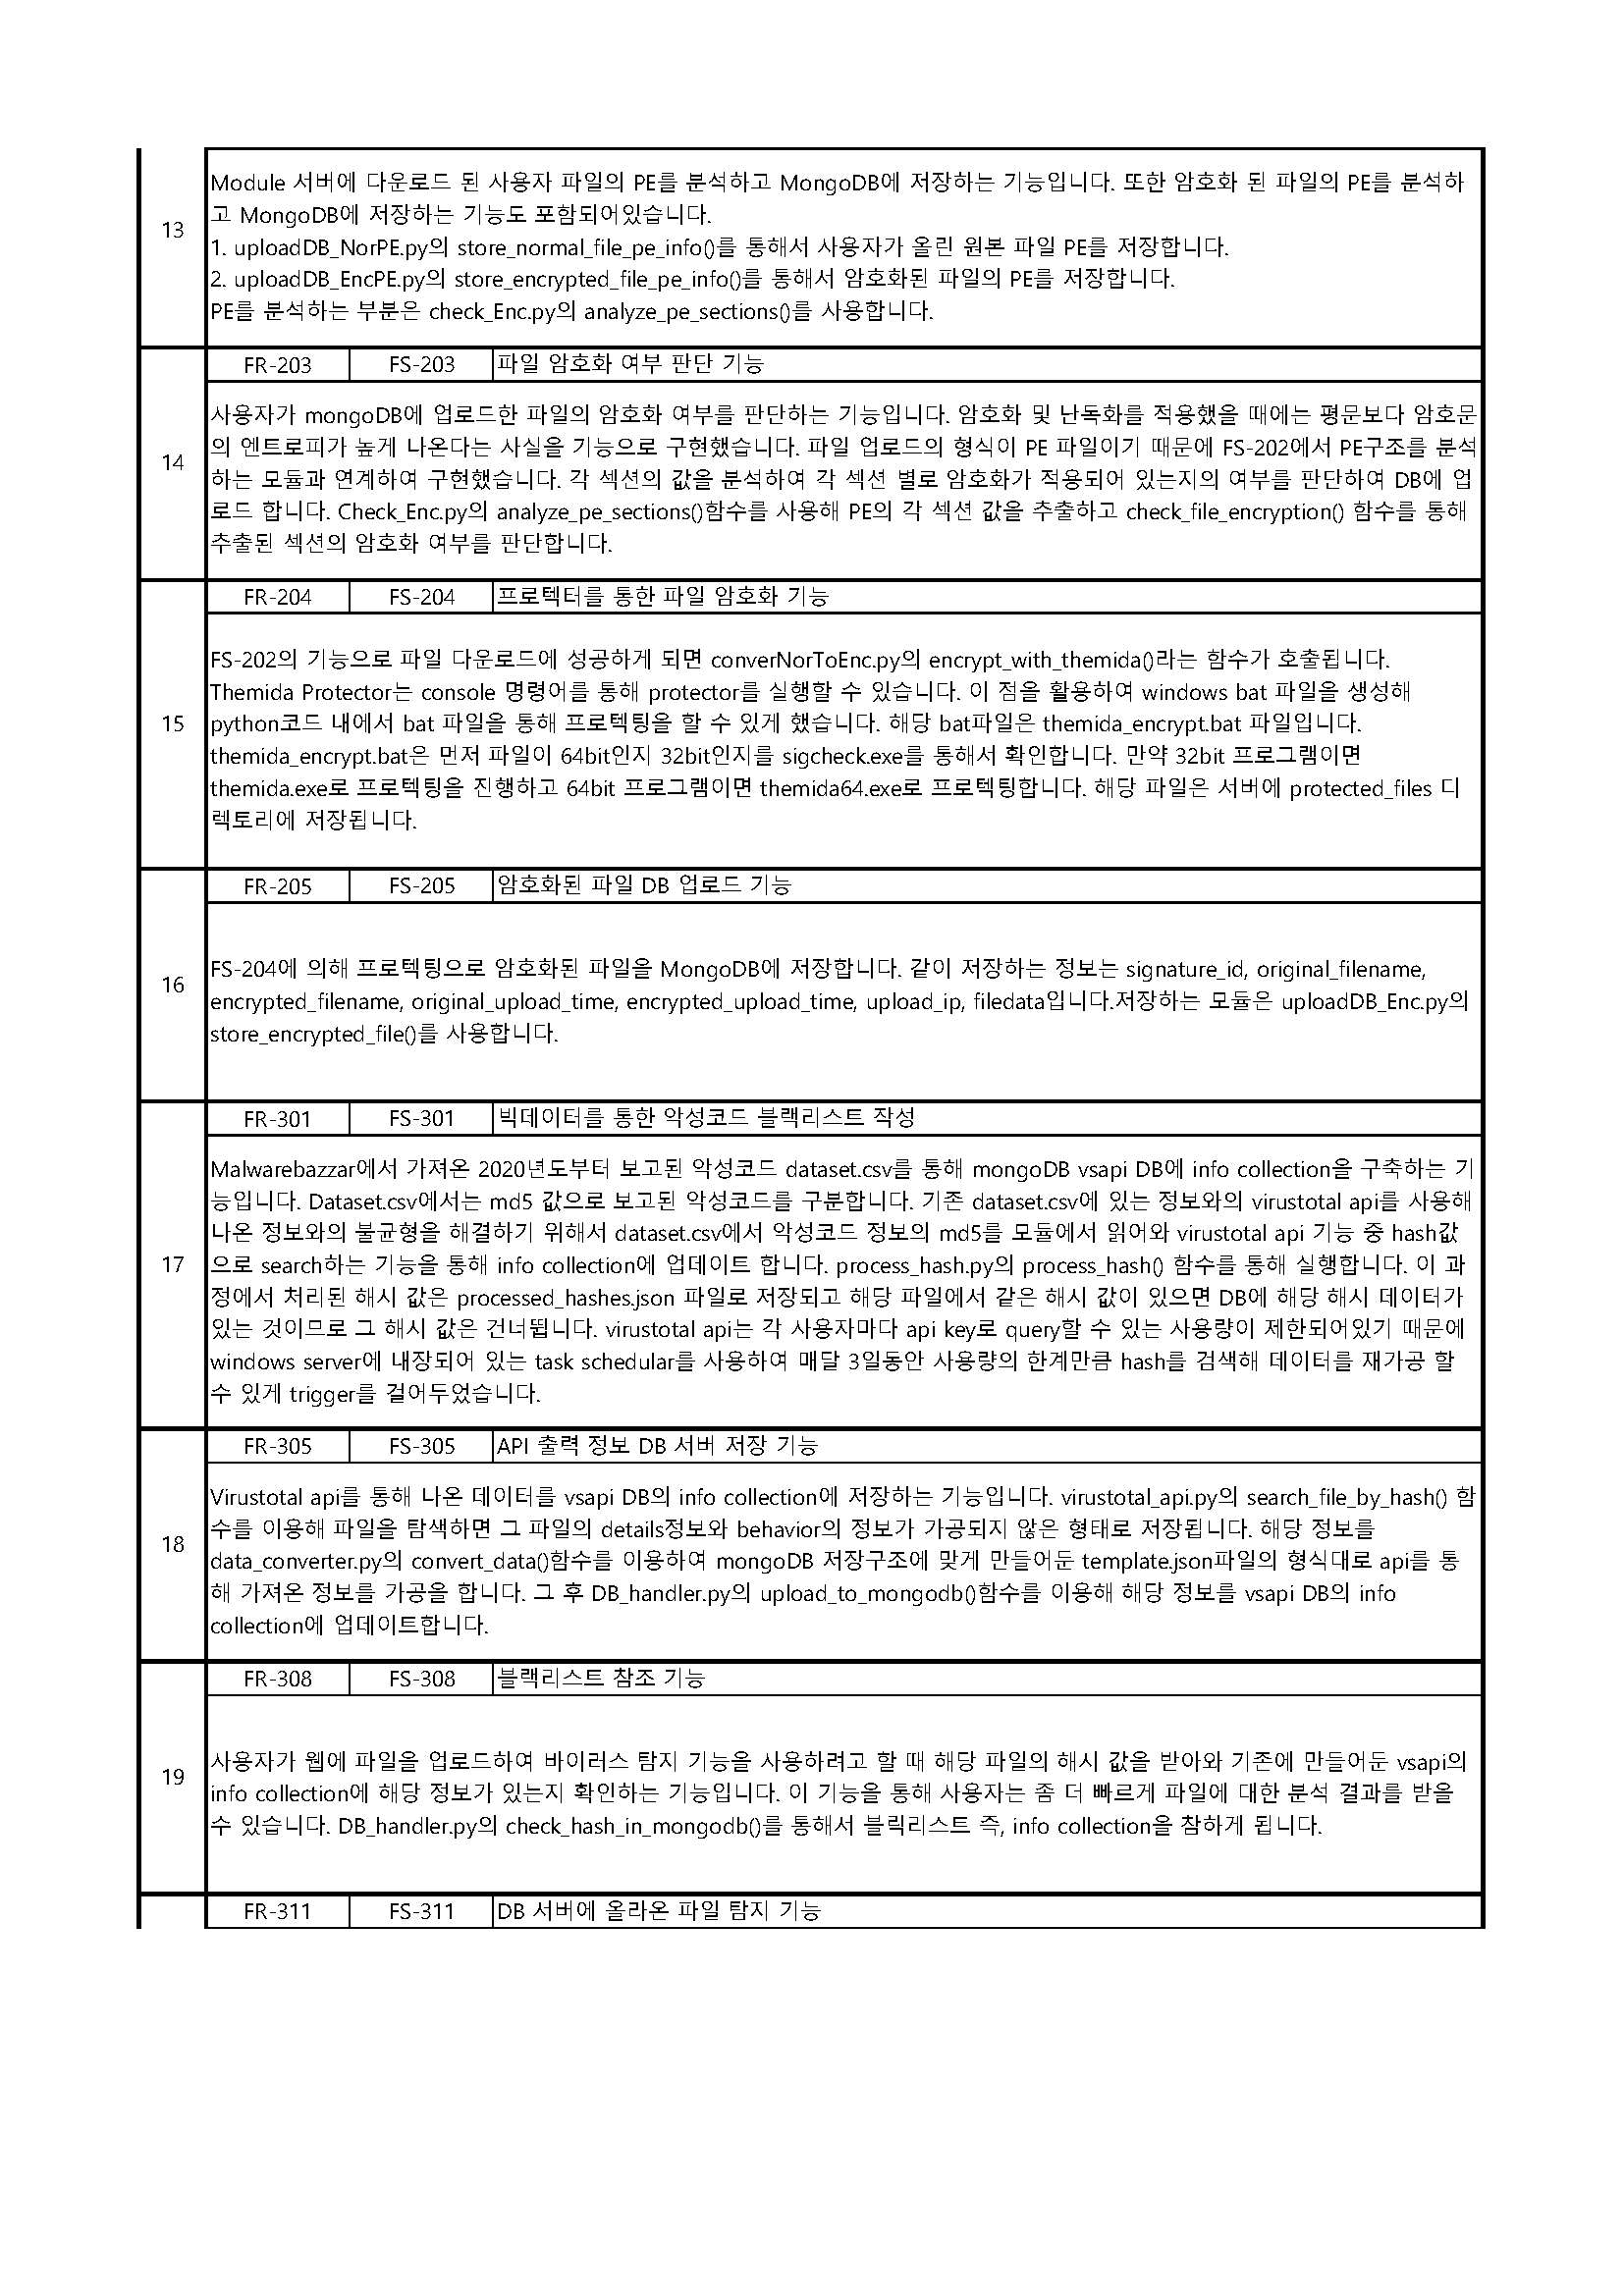 13
Module 서버에 다운로드 된 사용자 파일의 PE를 분석하고 MongoDB에 저장하는 기능입니다. 또한 암호화 된 파일의 PE를 분석하
고 MongoDB에 저장하는 기능도 포함되어있습니다.
1. uploadDB_NorPE.py의 store_normal_file_pe_info()를 통해서 사용자가 올린 원본 파일 PE를 저장합니다.
2. uploadDB_EncPE.py의 store_encrypted_file_pe_info()를 통해서 암호화된 파일의 PE를 저장합니다.
PE를 분석하는 부분은 check_Enc.py의 analyze_pe_sections()를 사용합니다.
14
FR-203 FS-203 파일 암호화 여부 판단 기능
사용자가 mongoDB에 업로드한 파일의 암호화 여부를 판단하는 기능입니다. 암호화 및 난독화를 적용했을 때에는 평문보다 암호문
의 엔트로피가 높게 나온다는 사실을 기능으로 구현했습니다. 파일 업로드의 형식이 PE 파일이기 때문에 FS-202에서 PE구조를 분석
하는 모듈과 연계하여 구현했습니다. 각 섹션의 값을 분석하여 각 섹션 별로 암호화가 적용되어 있는지의 여부를 판단하여 DB에 업
로드 합니다. Check_Enc.py의 analyze_pe_sections()함수를 사용해 PE의 각 섹션 값을 추출하고 check_file_encryption() 함수를 통해
추출된 섹션의 암호화 여부를 판단합니다.
15
FR-204 FS-204 프로텍터를 통한 파일 암호화 기능
FS-202의 기능으로 파일 다운로드에 성공하게 되면 converNorToEnc.py의 encrypt_with_themida()라는 함수가 호출됩니다.
Themida Protector는 console 명령어를 통해 protector를 실행할 수 있습니다. 이 점을 활용하여 windows bat 파일을 생성해
python코드 내에서 bat 파일을 통해 프로텍팅을 할 수 있게 했습니다. 해당 bat파일은 themida_encrypt.bat 파일입니다.
themida_encrypt.bat은 먼저 파일이 64bit인지 32bit인지를 sigcheck.exe를 통해서 확인합니다. 만약 32bit 프로그램이면
themida.exe로 프로텍팅을 진행하고 64bit 프로그램이면 themida64.exe로 프로텍팅합니다. 해당 파일은 서버에 protected_files 디
렉토리에 저장됩니다.
16
FR-205 FS-205 암호화된 파일 DB 업로드 기능
FS-204에 의해 프로텍팅으로 암호화된 파일을 MongoDB에 저장합니다. 같이 저장하는 정보는 signature_id, original_filename,
encrypted_filename, original_upload_time, encrypted_upload_time, upload_ip, filedata입니다.저장하는 모듈은 uploadDB_Enc.py의
store_encrypted_file()를 사용합니다.
17
FR-301 FS-301 빅데이터를 통한 악성코드 블랙리스트 작성
Malwarebazzar에서 가져온 2020년도부터 보고된 악성코드 dataset.csv를 통해 mongoDB vsapi DB에 info collection을 구축하는 기
능입니다. Dataset.csv에서는 md5 값으로 보고된 악성코드를 구분합니다. 기존 dataset.csv에 있는 정보와의 virustotal api를 사용해
나온 정보와의 불균형을 해결하기 위해서 dataset.csv에서 악성코드 정보의 md5를 모듈에서 읽어와 virustotal api 기능 중 hash값
으로 search하는 기능을 통해 info collection에 업데이트 합니다. process_hash.py의 process_hash() 함수를 통해 실행합니다. 이 과
정에서 처리된 해시 값은 processed_hashes.json 파일로 저장되고 해당 파일에서 같은 해시 값이 있으면 DB에 해당 해시 데이터가
있는 것이므로 그 해시 값은 건너뜁니다. virustotal api는 각 사용자마다 api key로 query할 수 있는 사용량이 제한되어있기 때문에
windows server에 내장되어 있는 task schedular를 사용하여 매달 3일동안 사용량의 한계만큼 hash를 검색해 데이터를 재가공 할
수 있게 trigger를 걸어두었습니다.
18
FR-305 FS-305 API 출력 정보 DB 서버 저장 기능
Virustotal api를 통해 나온 데이터를 vsapi DB의 info collection에 저장하는 기능입니다. virustotal_api.py의 search_file_by_hash() 함
수를 이용해 파일을 탐색하면 그 파일의 details정보와 behavior의 정보가 가공되지 않은 형태로 저장됩니다. 해당 정보를
data_converter.py의 convert_data()함수를 이용하여 mongoDB 저장구조에 맞게 만들어둔 template.json파일의 형식대로 api를 통
해 가져온 정보를 가공을 합니다. 그 후 DB_handler.py의 upload_to_mongodb()함수를 이용해 해당 정보를 vsapi DB의 info
collection에 업데이트합니다.
19
FR-308 FS-308 블랙리스트 참조 기능
사용자가 웹에 파일을 업로드하여 바이러스 탐지 기능을 사용하려고 할 때 해당 파일의 해시 값을 받아와 기존에 만들어둔 vsapi의
info collection에 해당 정보가 있는지 확인하는 기능입니다. 이 기능을 통해 사용자는 좀 더 빠르게 파일에 대한 분석 결과를 받을
수 있습니다. DB_handler.py의 check_hash_in_mongodb()를 통해서 블릭리스트 즉, info collection을 참하게 됩니다.
FR-311 FS-311 DB 서버에 올라온 파일 탐지 기능